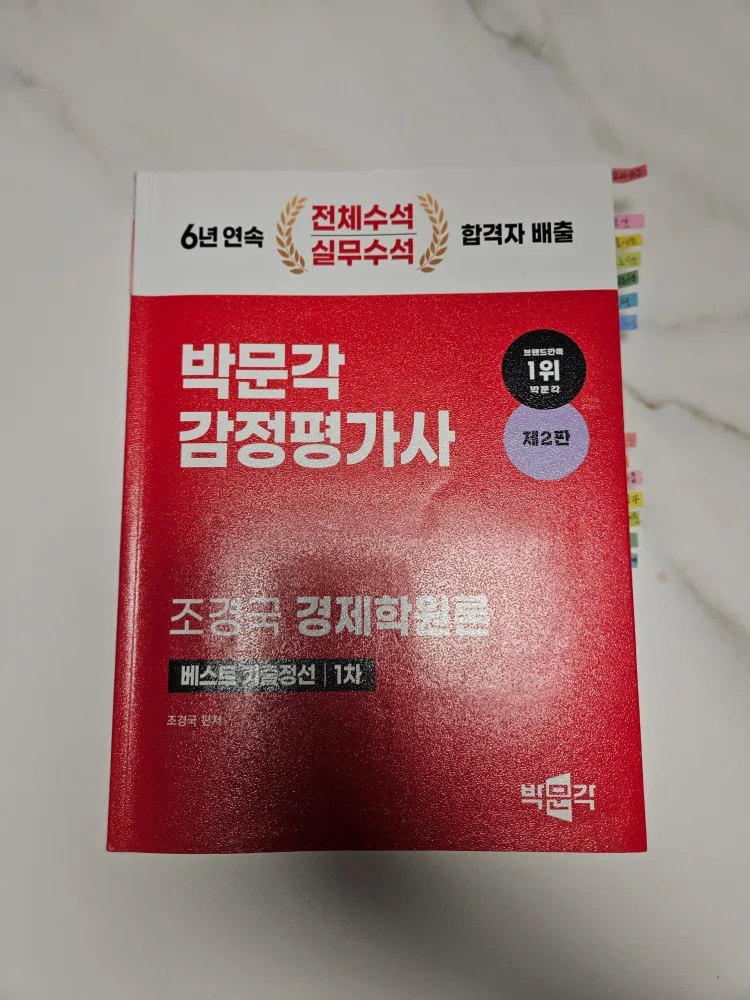 6년 연속
전체수석
실무수석
합격자 배출
박문각
감정평가사
브랜드만족
1위
박문각
제2판
조경국 경제학원론
베스트 기출정선 | 1차
조경국 편저
박문각